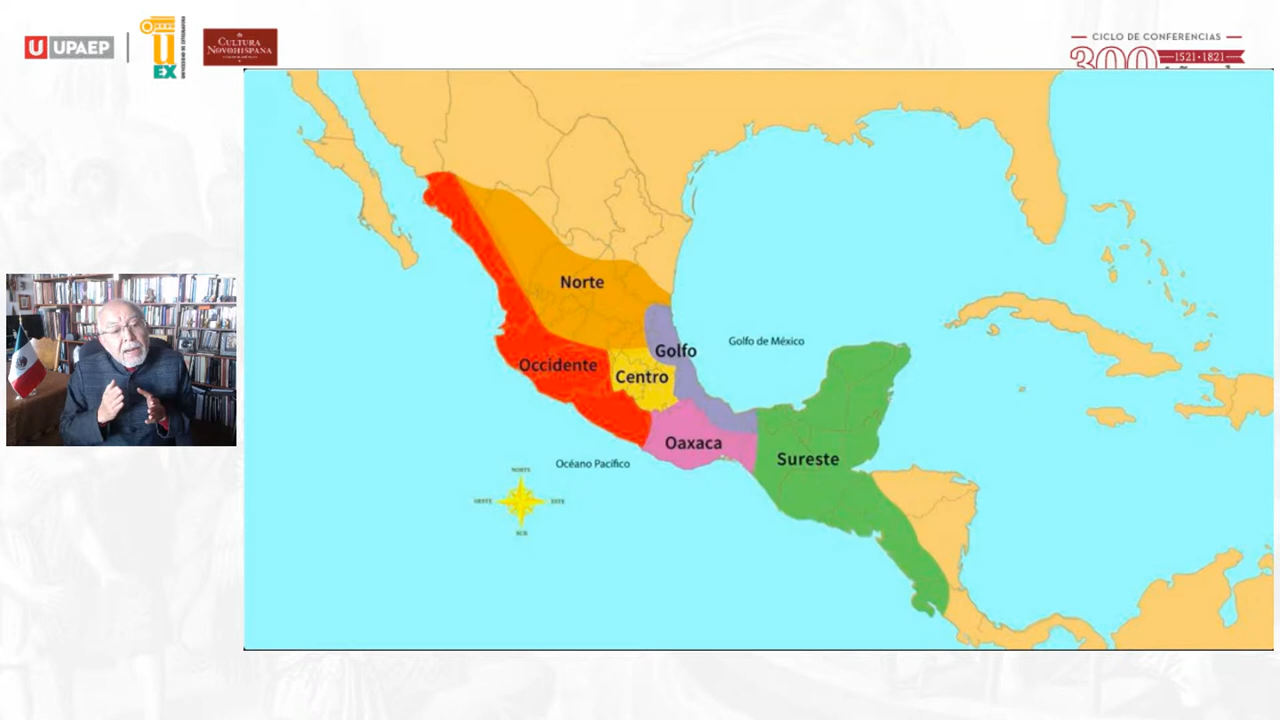 U UPAEP
U
EX
CULTURA
NOVOHISPANA
CICLO DE CONFERENCIAS
300
1521-1821
Norte
Golfo
Golfo de México
Occidente
Centro
Oaxaca
Sureste
Océano Pacífico
NORTE
OESTE
ESTE
SUR